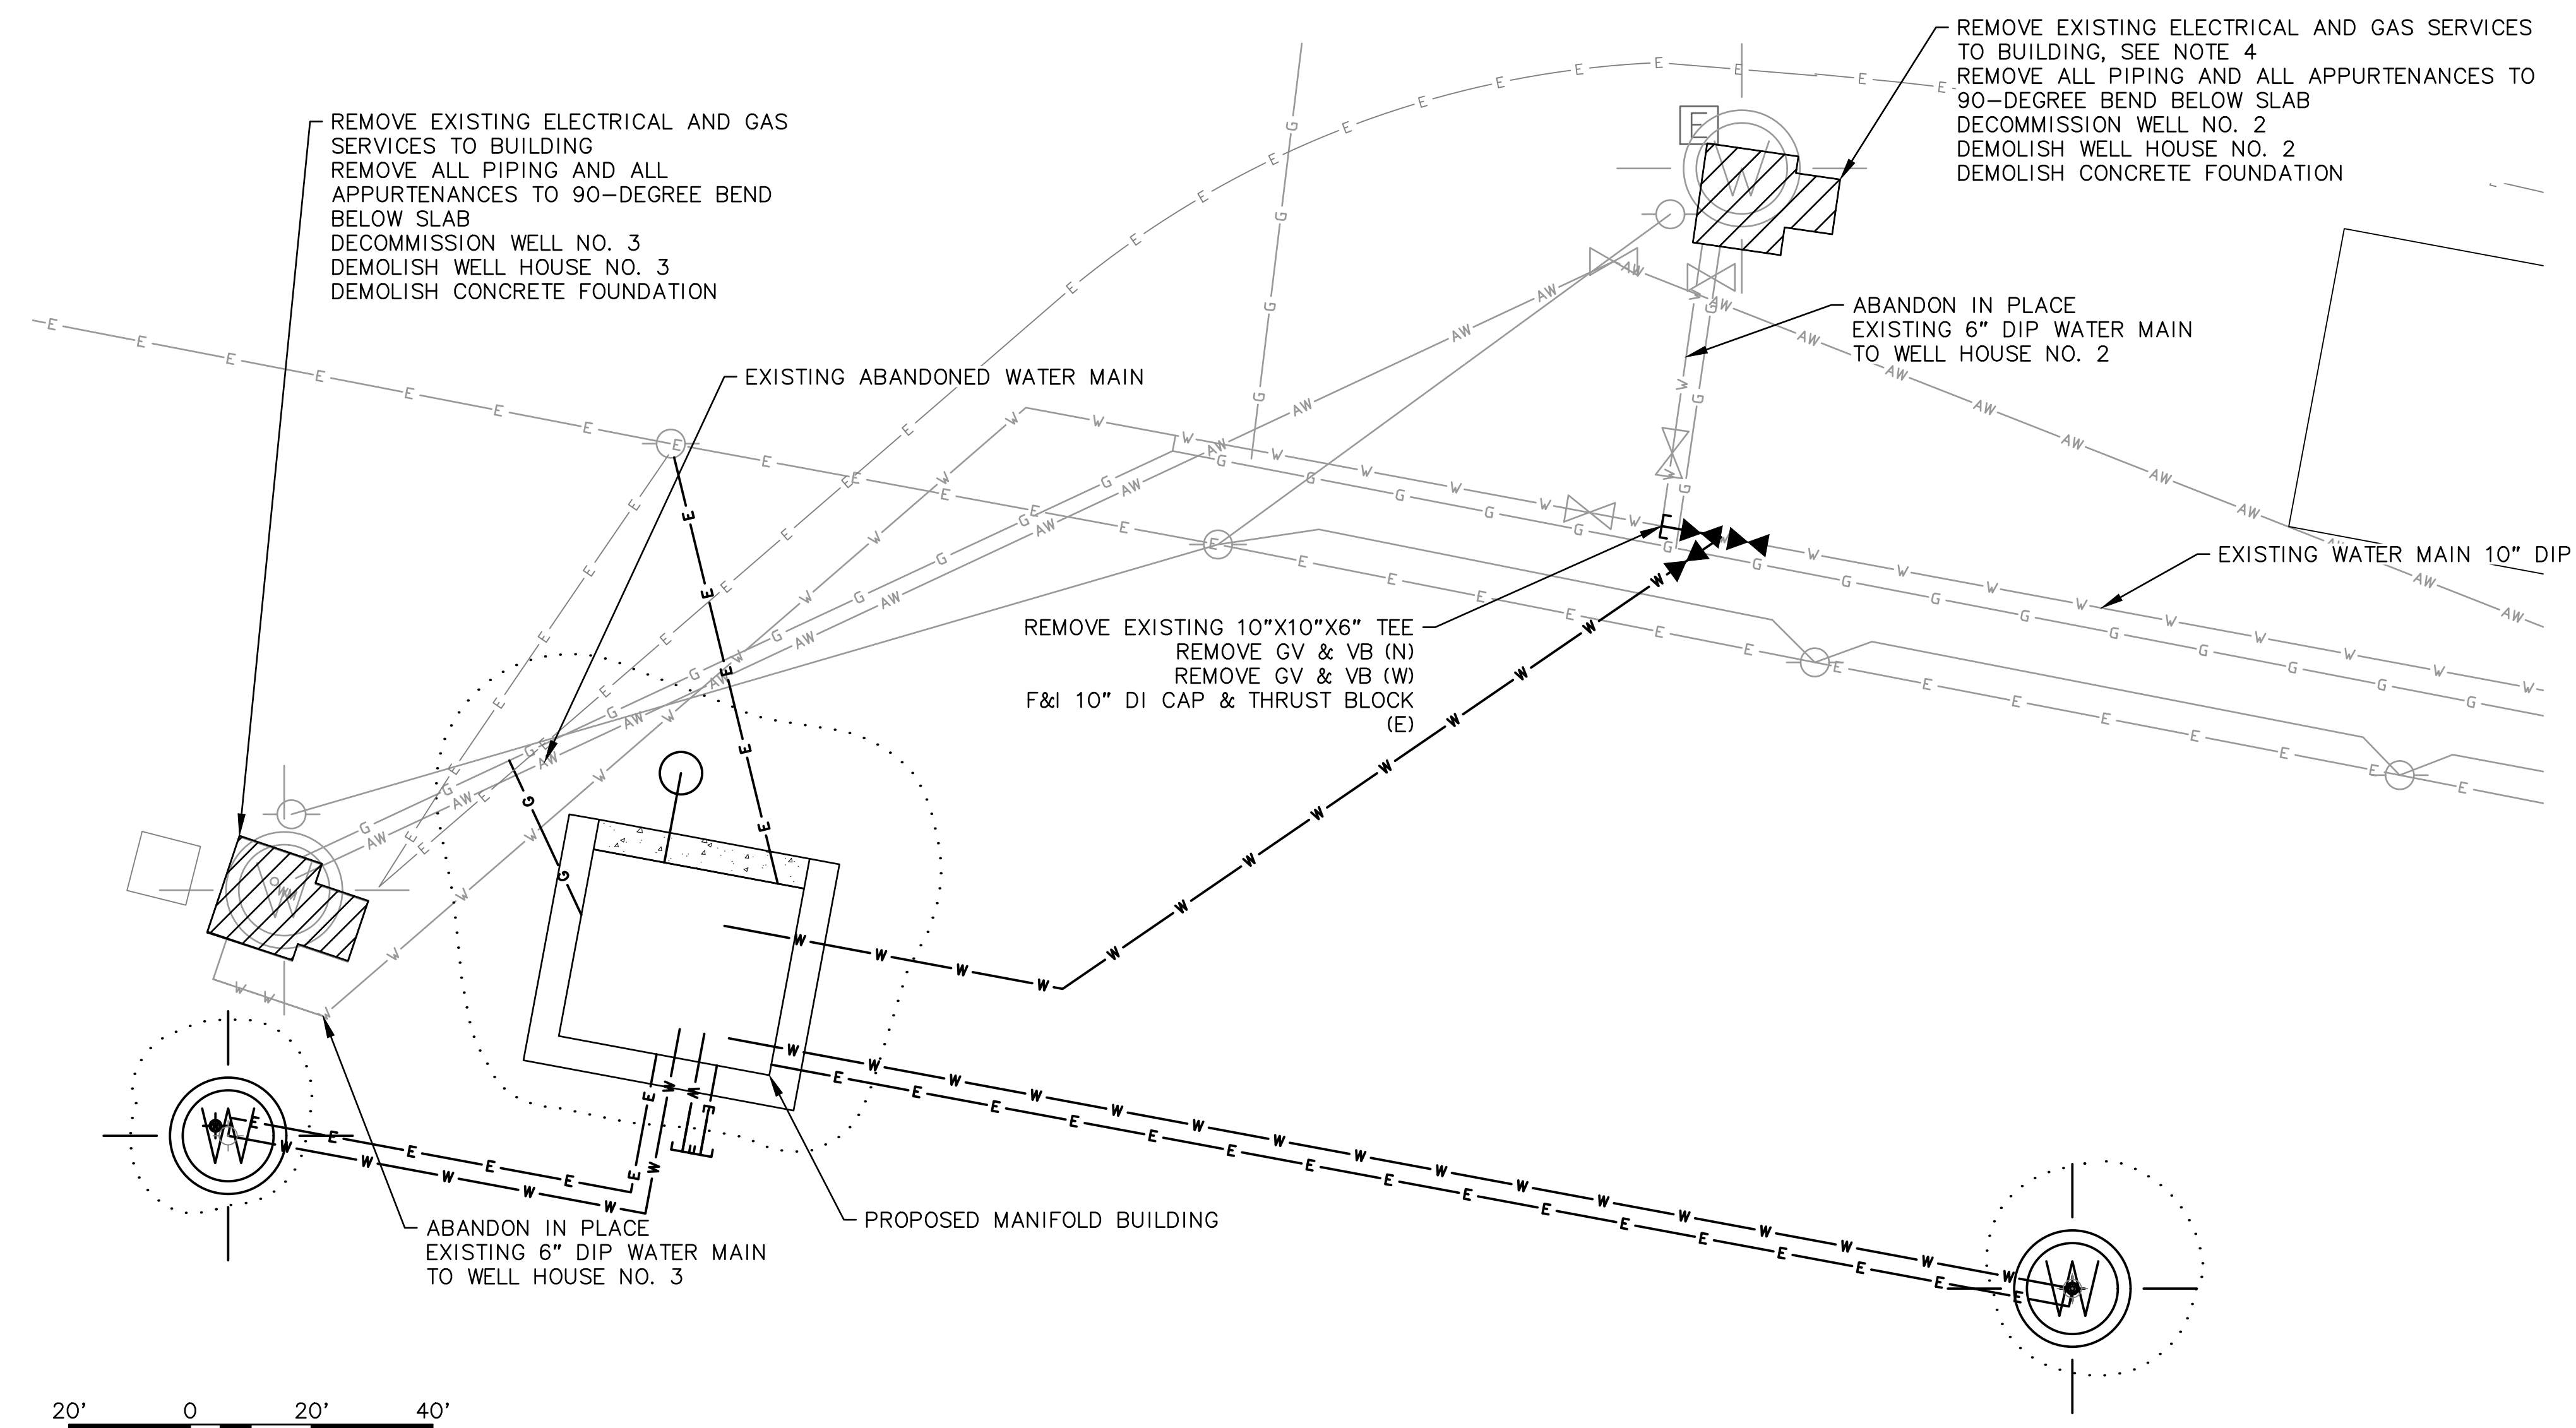 REMOVE EXISTING ELECTRICAL AND GAS SERVICES
TO BUILDING, SEE NOTE 4
REMOVE ALL PIPING AND ALL APPURTENANCES TO
90-DEGREE BEND BELOW SLAB
DECOMMISSION WELL NO. 2
DEMOLISH WELL HOUSE NO. 2
DEMOLISH CONCRETE FOUNDATION
REMOVE EXISTING ELECTRICAL AND GAS
SERVICES TO BUILDING
REMOVE ALL PIPING AND ALL
APPURTENANCES TO 90-DEGREE BEND
BELOW SLAB
DECOMMISSION WELL NO. 3
DEMOLISH WELL HOUSE NO. 3
DEMOLISH CONCRETE FOUNDATION
ABANDON IN PLACE
EXISTING 6" DIP WATER MAIN
TO WELL HOUSE NO. 2
EXISTING ABANDONED WATER MAIN
EXISTING WATER MAIN 10" DIP
REMOVE EXISTING 10"X10"X6" TEE
REMOVE GV & VB (N)
REMOVE GV & VB (W)
F&I 10" DI CAP & THRUST BLOCK
(E)
PROPOSED MANIFOLD BUILDING
ABANDON IN PLACE
EXISTING 6" DIP WATER MAIN
TO WELL HOUSE NO. 3
20' 0 20' 40'